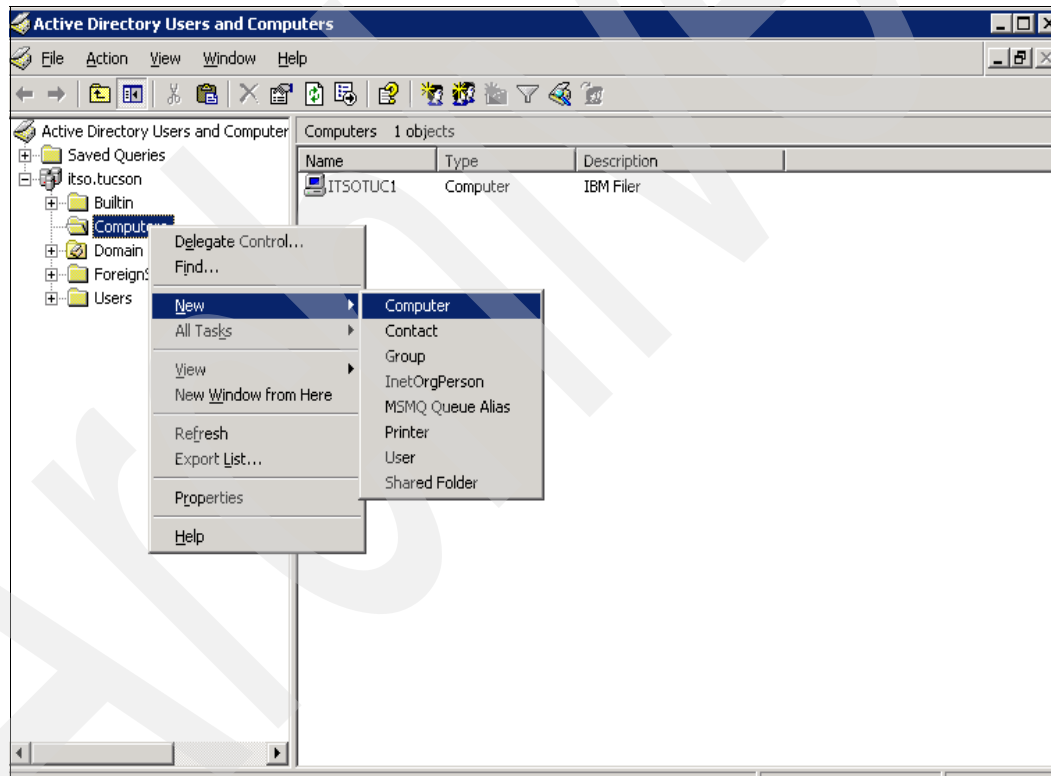 Active Directory Users and Computers
File Action View Window Help
Active Directory Users and Computer
Saved Queries
itso.tucson
Builtin
Computers
Domain
Foreign
Users
Computers 1 objects
Name Type Description
ITSOTUC1 Computer IBM Filer
Delegate Control...
Find...
New
All Tasks
View
New Window from Here
Refresh
Export List...
Properties
Help
Computer
Contact
Group
InetOrgPerson
MSMQ Queue Alias
Printer
User
Shared Folder